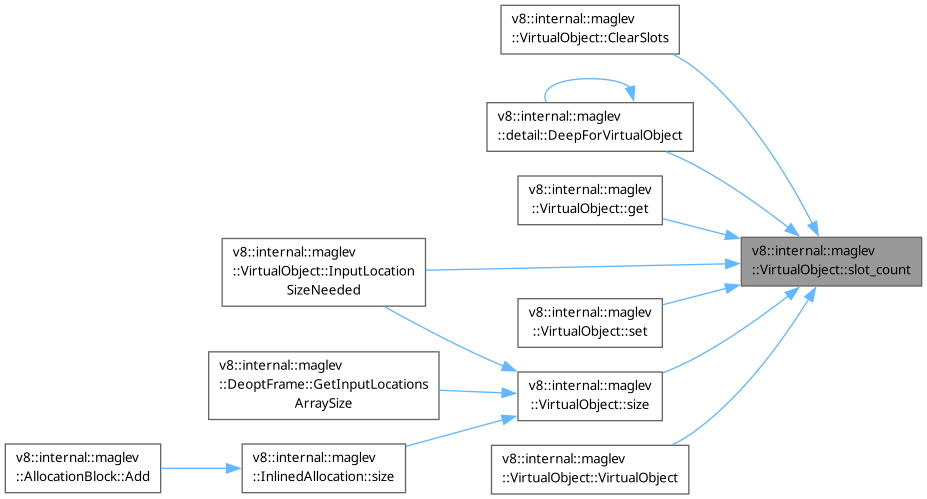 v8::internal::maglev
::VirtualObject::ClearSlots
v8::internal::maglev
::detail::DeepForVirtualObject
v8::internal::maglev
::VirtualObject::get
v8::internal::maglev
::VirtualObject::slot_count
v8::internal::maglev
::VirtualObject::InputLocation
SizeNeeded
v8::internal::maglev
::VirtualObject::set
v8::internal::maglev
::DeoptFrame::GetInputLocations
ArraySize
v8::internal::maglev
::VirtualObject::size
v8::internal::maglev
::AllocationBlock::Add
v8::internal::maglev
::InlinedAllocation::size
v8::internal::maglev
::VirtualObject::VirtualObject